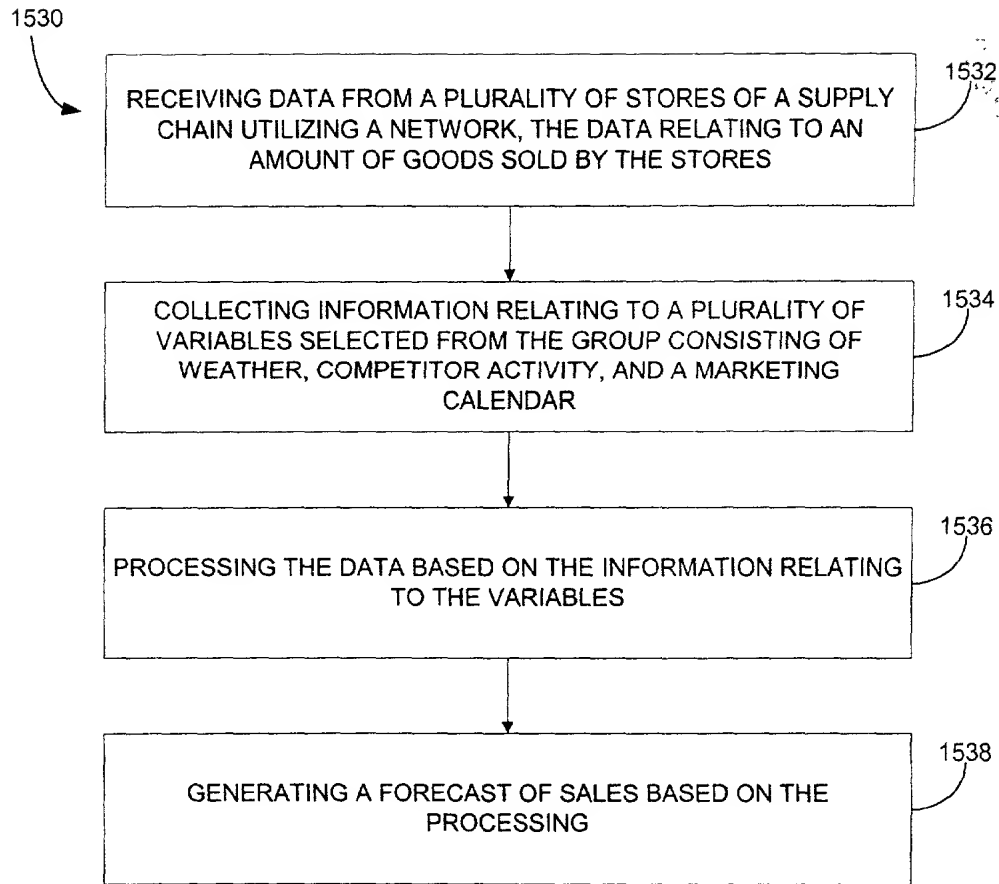 1530
1532
RECEIVING DATA FROM A PLURALITY OF STORES OF A SUPPLY
CHAIN UTILIZING A NETWORK, THE DATA RELATING TO AN
AMOUNT OF GOODS SOLD BY THE STORES
1534
COLLECTING INFORMATION RELATING TO A PLURALITY OF
VARIABLES SELECTED FROM THE GROUP CONSISTING OF
WEATHER, COMPETITOR ACTIVITY, AND A MARKETING
CALENDAR
1536
PROCESSING THE DATA BASED ON THE INFORMATION RELATING
TO THE VARIABLES
1538
GENERATING A FORECAST OF SALES BASED ON THE
PROCESSING